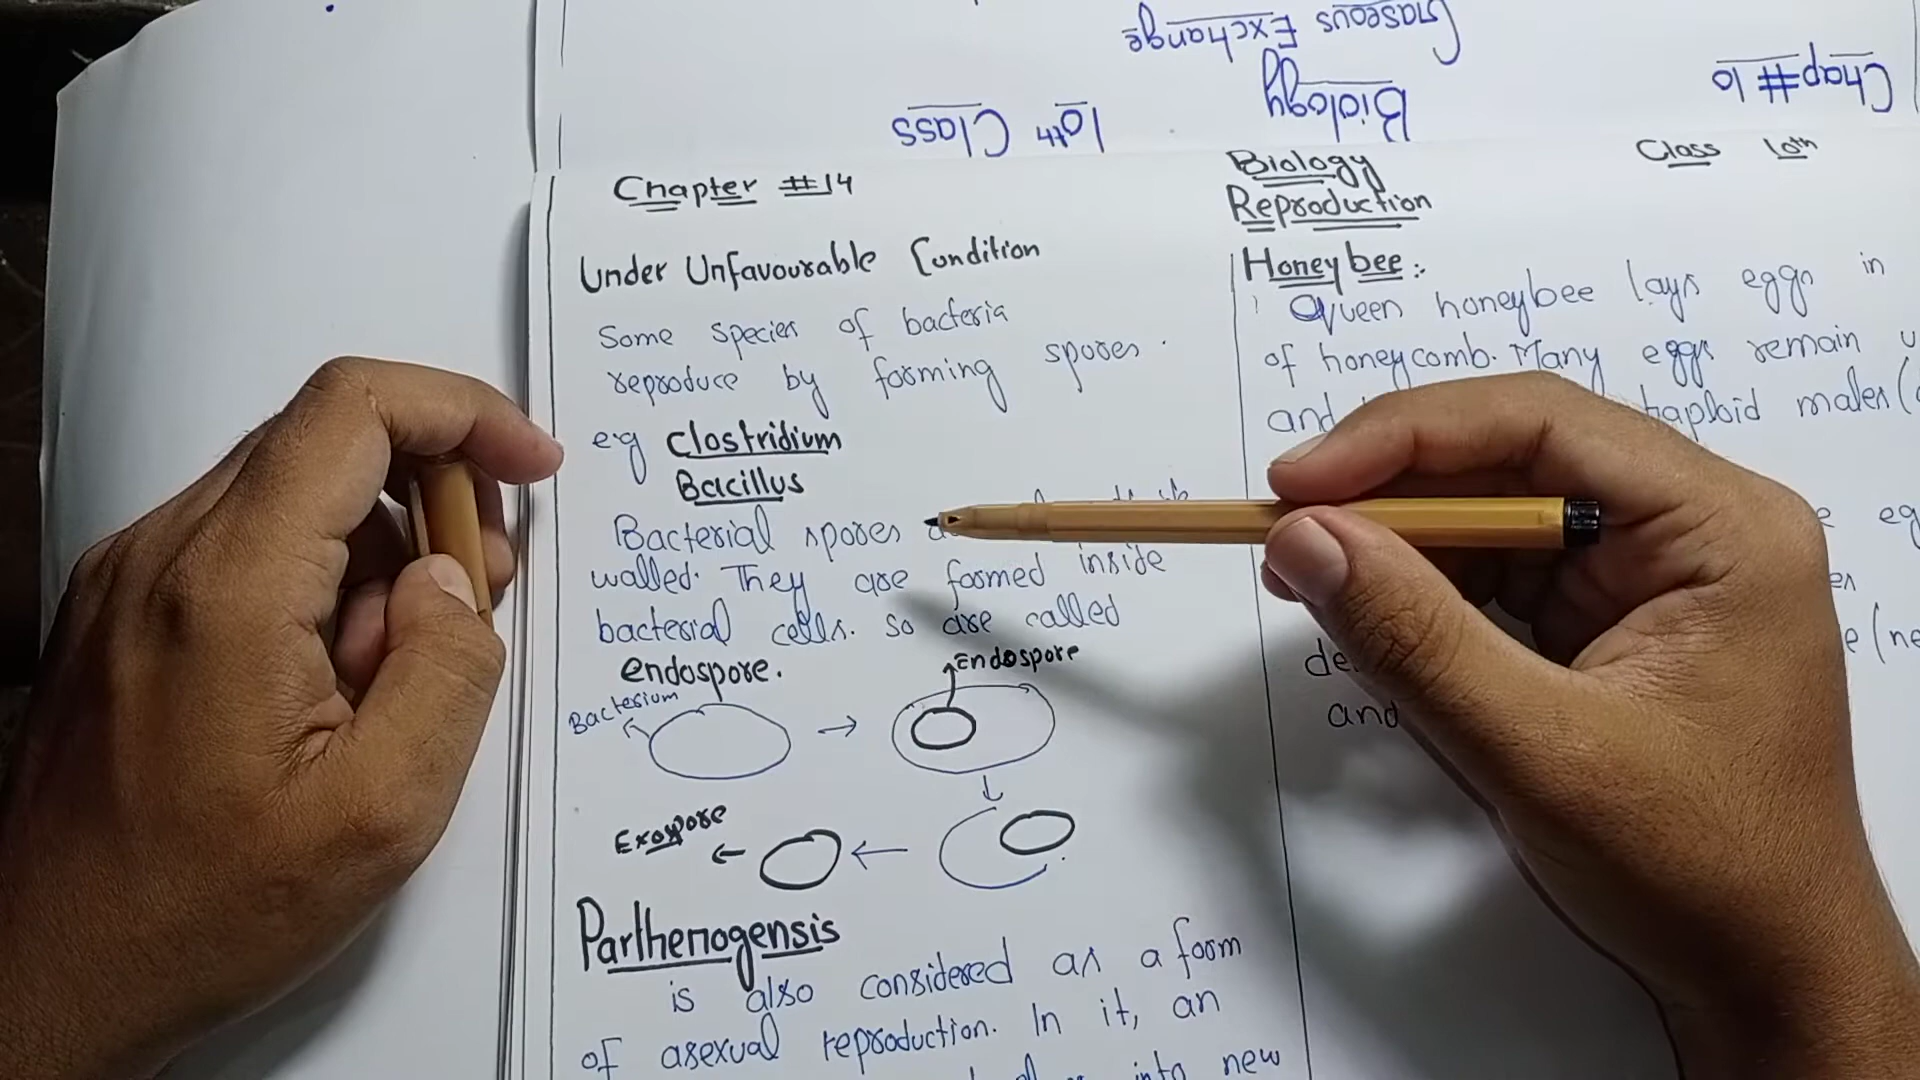 Gaseous Exchange
Biology
Chap # 10
10th Class
Chapter #14
Biology
Reproduction
Class 10th
Under Unfavourable Condition
Some species of bacteria
reproduce by forming spores.
eg Clostridium
Bacillus
Bacterial spores
walled. They are formed inside
bacterial cells. so are called
endospore.
Bacterium
Endospore
Exospore
Parthenogensis
is also considered as a form
of asexual reproduction. In it, an
into new
Honeybee:
Queen honeybee lays eggs in
of honeycomb. Many eggs remain
and haploid males
and